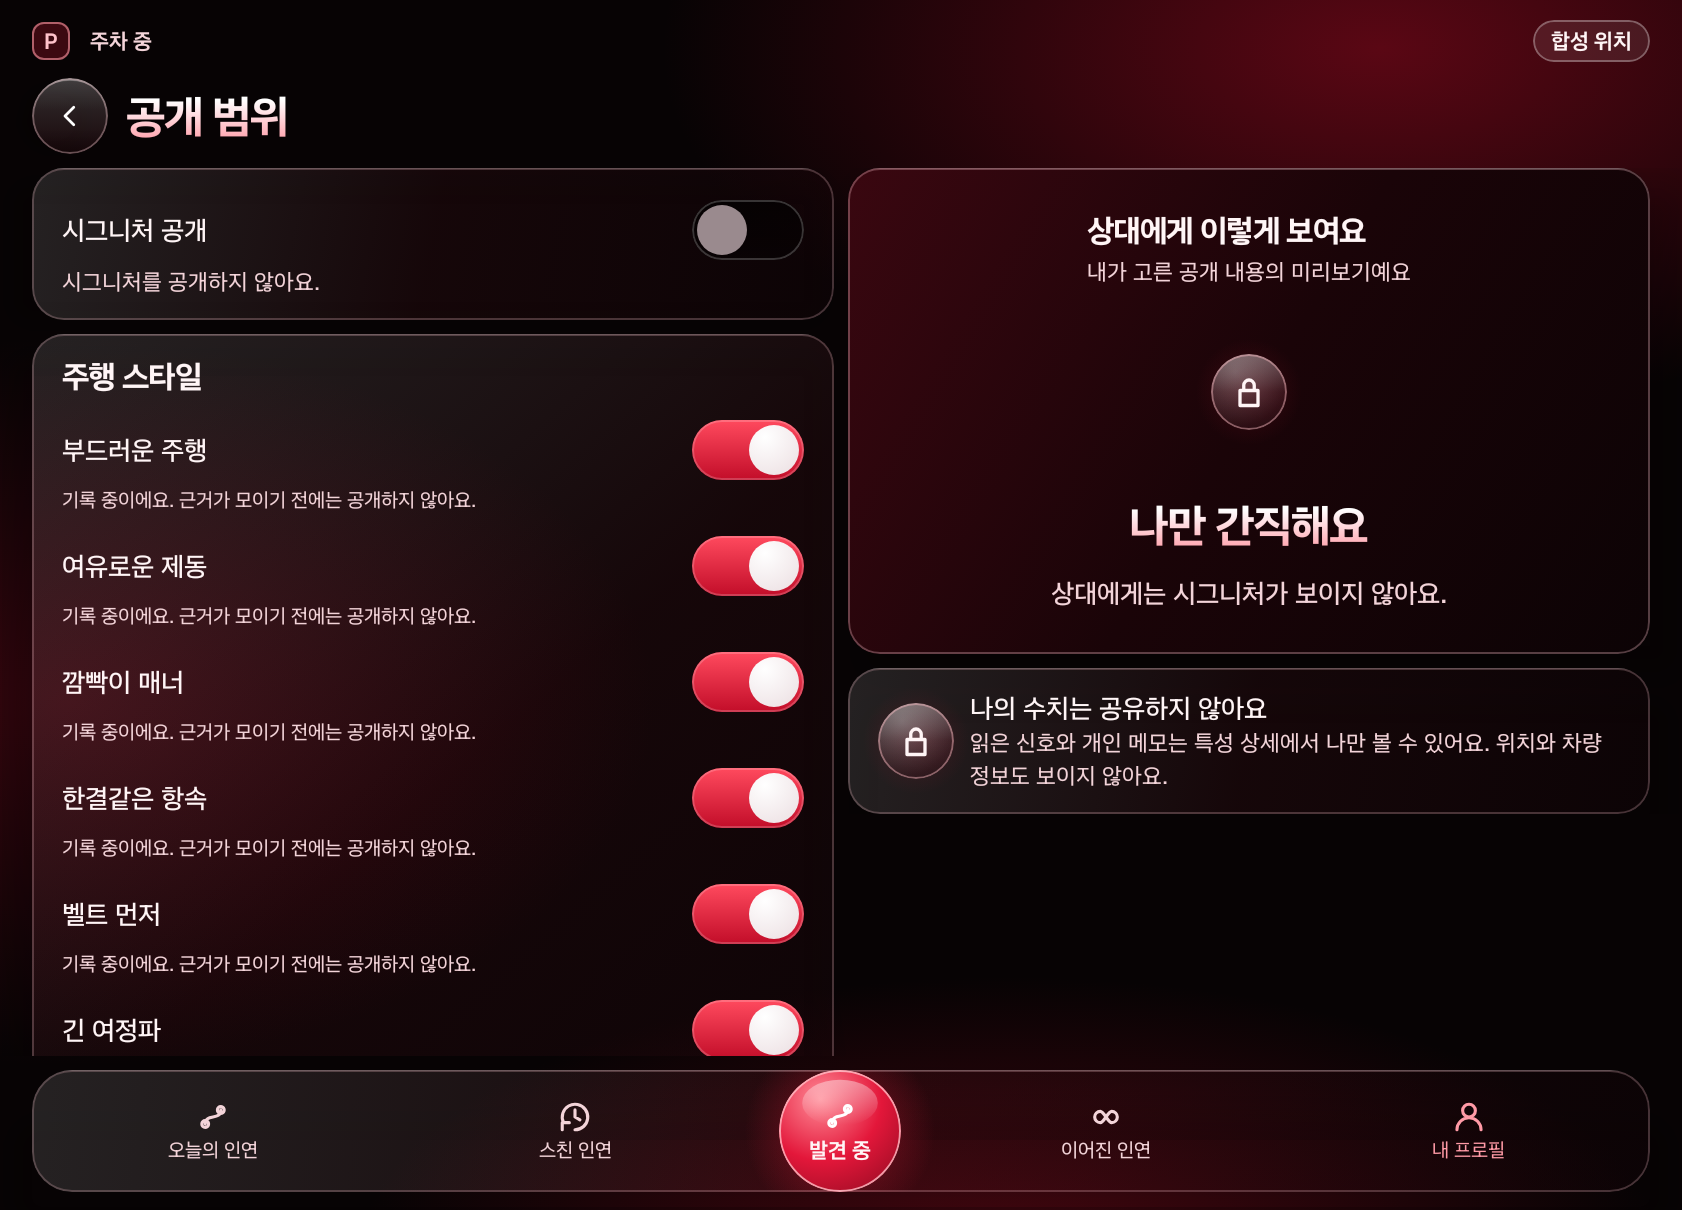 P 주차 중
합성 위치
공개 범위
시그니처 공개
시그니처를 공개하지 않아요.
주행 스타일
부드러운 주행
기록 중이에요. 근거가 모이기 전에는 공개하지 않아요.
여유로운 제동
기록 중이에요. 근거가 모이기 전에는 공개하지 않아요.
깜빡이 매너
기록 중이에요. 근거가 모이기 전에는 공개하지 않아요.
한결같은 항속
기록 중이에요. 근거가 모이기 전에는 공개하지 않아요.
벨트 먼저
기록 중이에요. 근거가 모이기 전에는 공개하지 않아요.
긴 여정파
상대에게 이렇게 보여요
내가 고른 공개 내용의 미리보기예요
나만 간직해요
상대에게는 시그니처가 보이지 않아요.
나의 수치는 공유하지 않아요
읽은 신호와 개인 메모는 특성 상세에서 나만 볼 수 있어요. 위치와 차량
정보도 보이지 않아요.
오늘의 인연
스친 인연
발견 중
이어진 인연
내 프로필